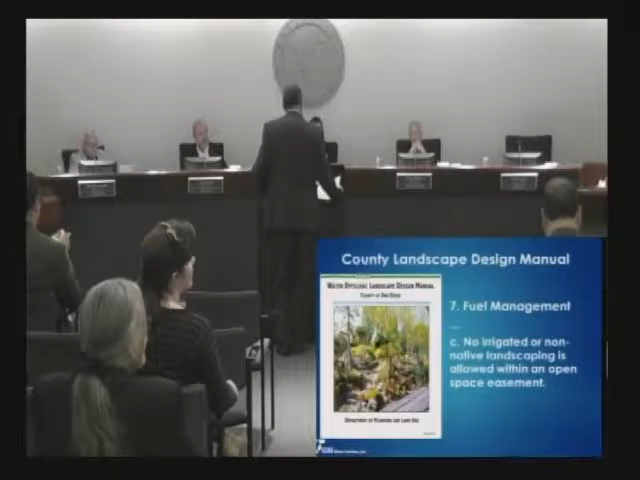 County Landscape Design Manual
WATER EFFICIENT LANDSCAPE DESIGN MANUAL
COUNTY OF SAN DIEGO
7. Fuel Management
...
c. No irrigated or non-
native landscaping is
allowed within an open
space easement.
DEPARTMENT OF PLANNING AND LAND USE